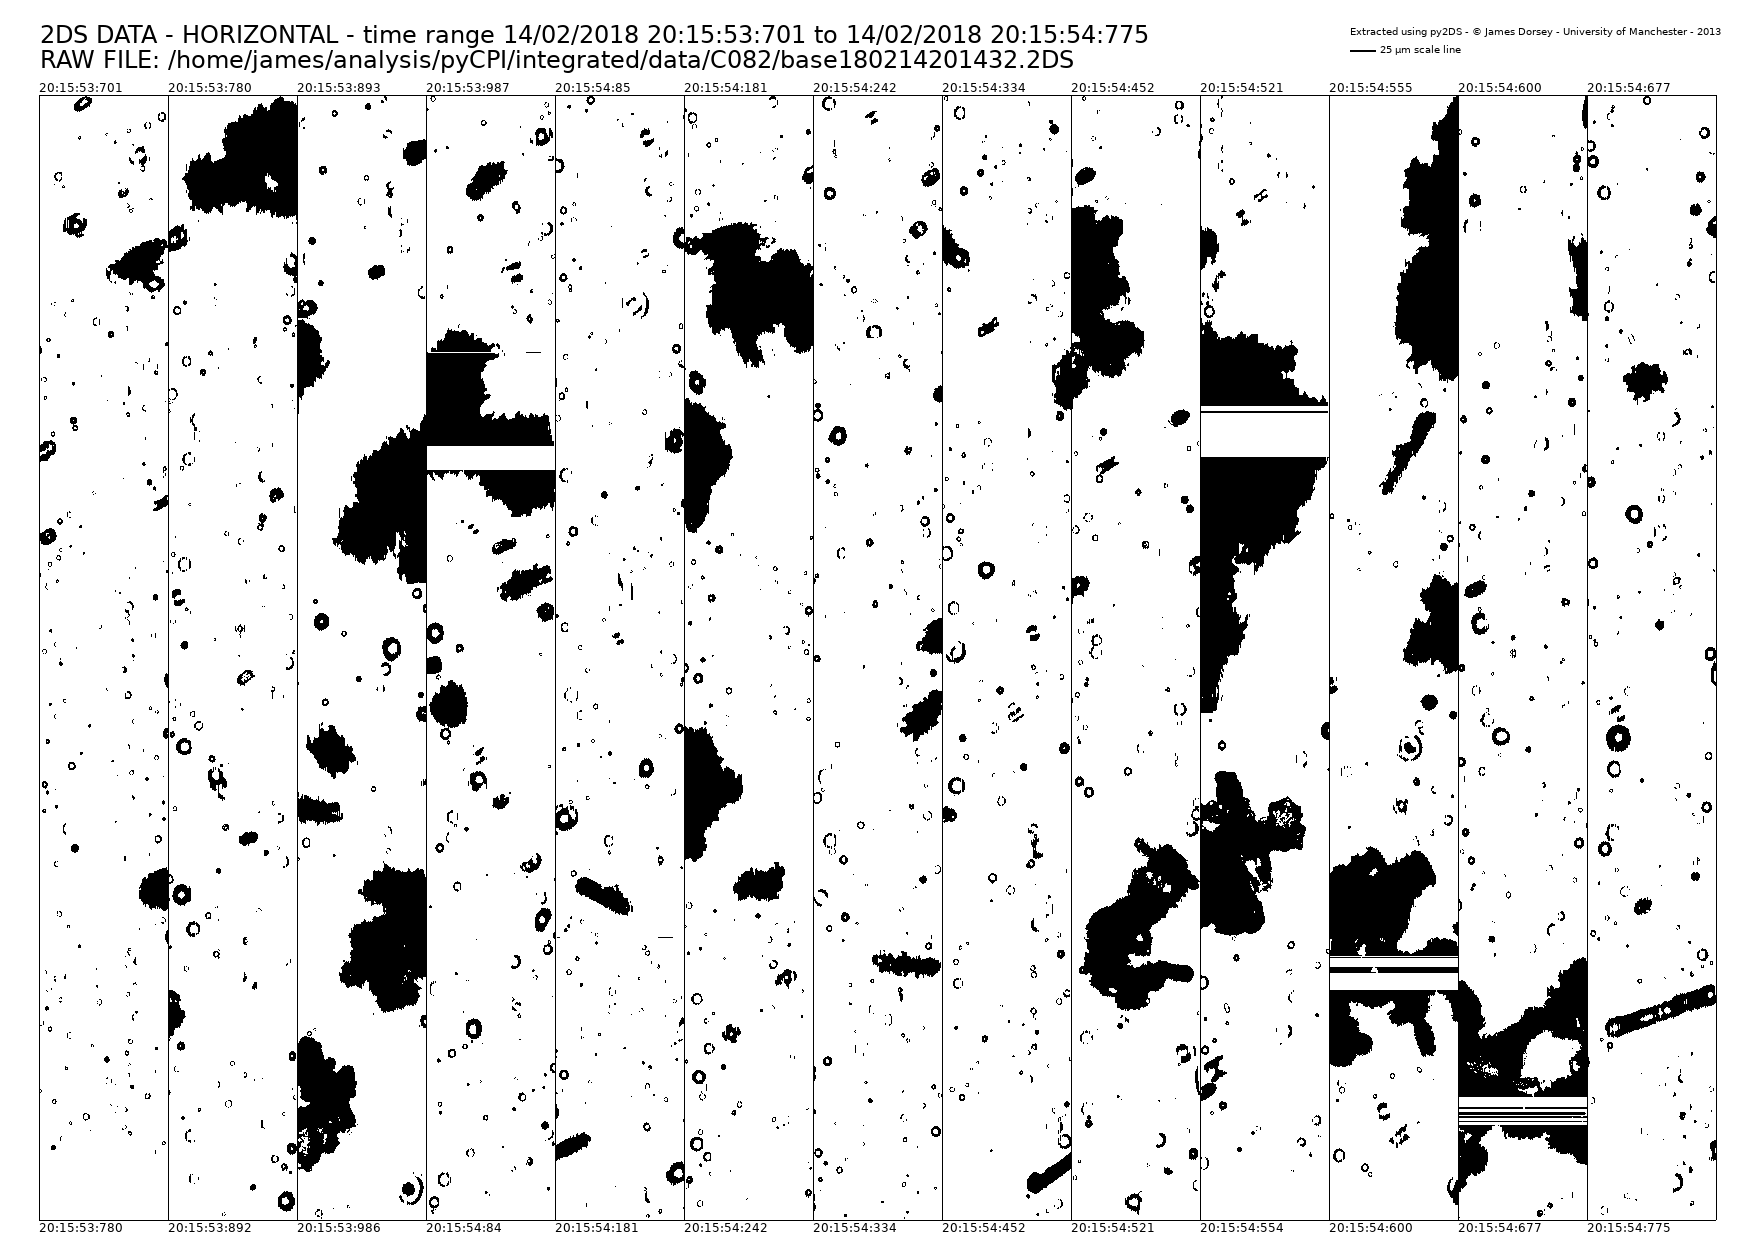 2DS DATA - HORIZONTAL - time range 14/02/2018 20:15:53:701 to 14/02/2018 20:15:54:775
RAW FILE: /home/james/analysis/pyCPI/integrated/data/C082/base180214201432.2DS
Extracted using py2DS - © James Dorsey - University of Manchester - 2013
25 µm scale line
20:15:53:701 20:15:53:780 20:15:53:893 20:15:53:987 20:15:54:85 20:15:54:181 20:15:54:242 20:15:54:334 20:15:54:452 20:15:54:521 20:15:54:555 20:15:54:600 20:15:54:677
20:15:53:780 20:15:53:892 20:15:53:986 20:15:54:84 20:15:54:181 20:15:54:242 20:15:54:334 20:15:54:452 20:15:54:521 20:15:54:554 20:15:54:600 20:15:54:677 20:15:54:775